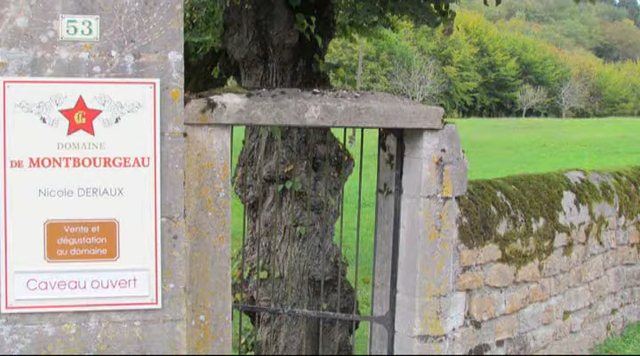 53
G
DOMAINE
DE MONTBOURGEAU
Nicole DERIAUX
Vente et
dégustation
au domaine
Caveau ouvert